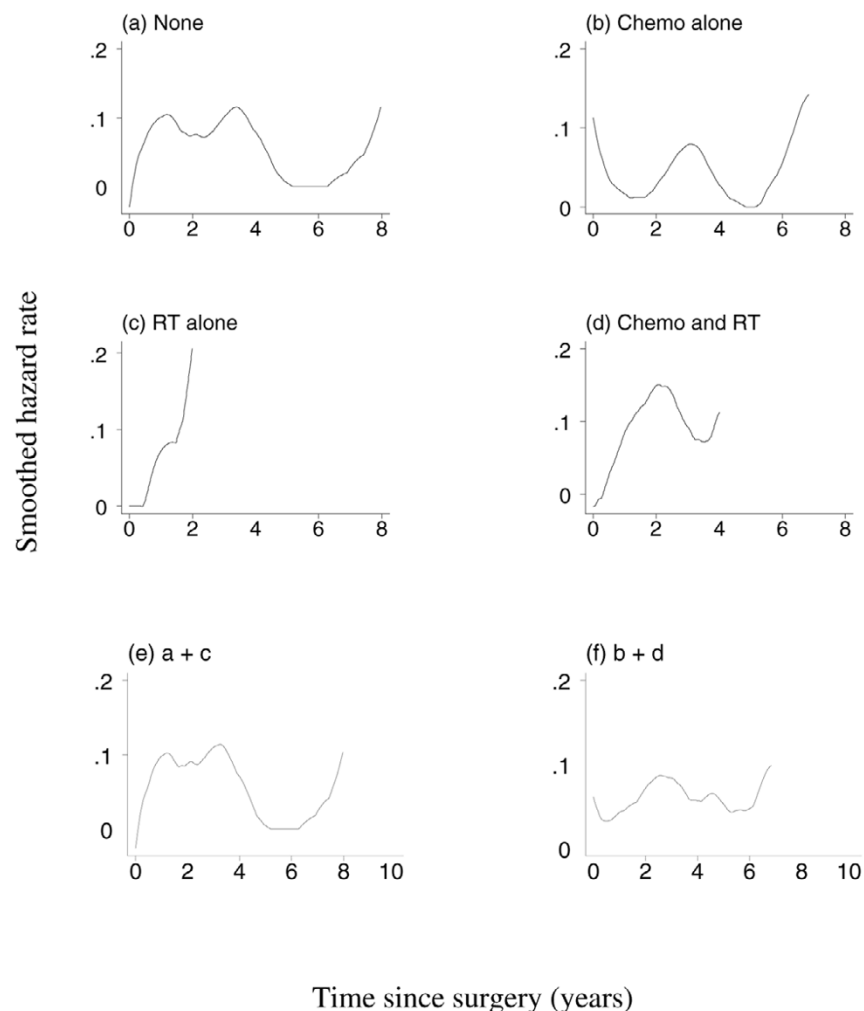 (a) None
.2
.1
0
0 2 4 6 8
(b) Chemo alone
.2
.1
0
0 2 4 6 8
(c) RT alone
.2
.1
0
0 2 4 6 8
(d) Chemo and RT
.2
.1
0
0 2 4 6 8
(e) a + c
.2
.1
0
0 2 4 6 8 10
(f) b + d
.2
.1
0
0 2 4 6 8 10
Smoothed hazard rate
Time since surgery (years)